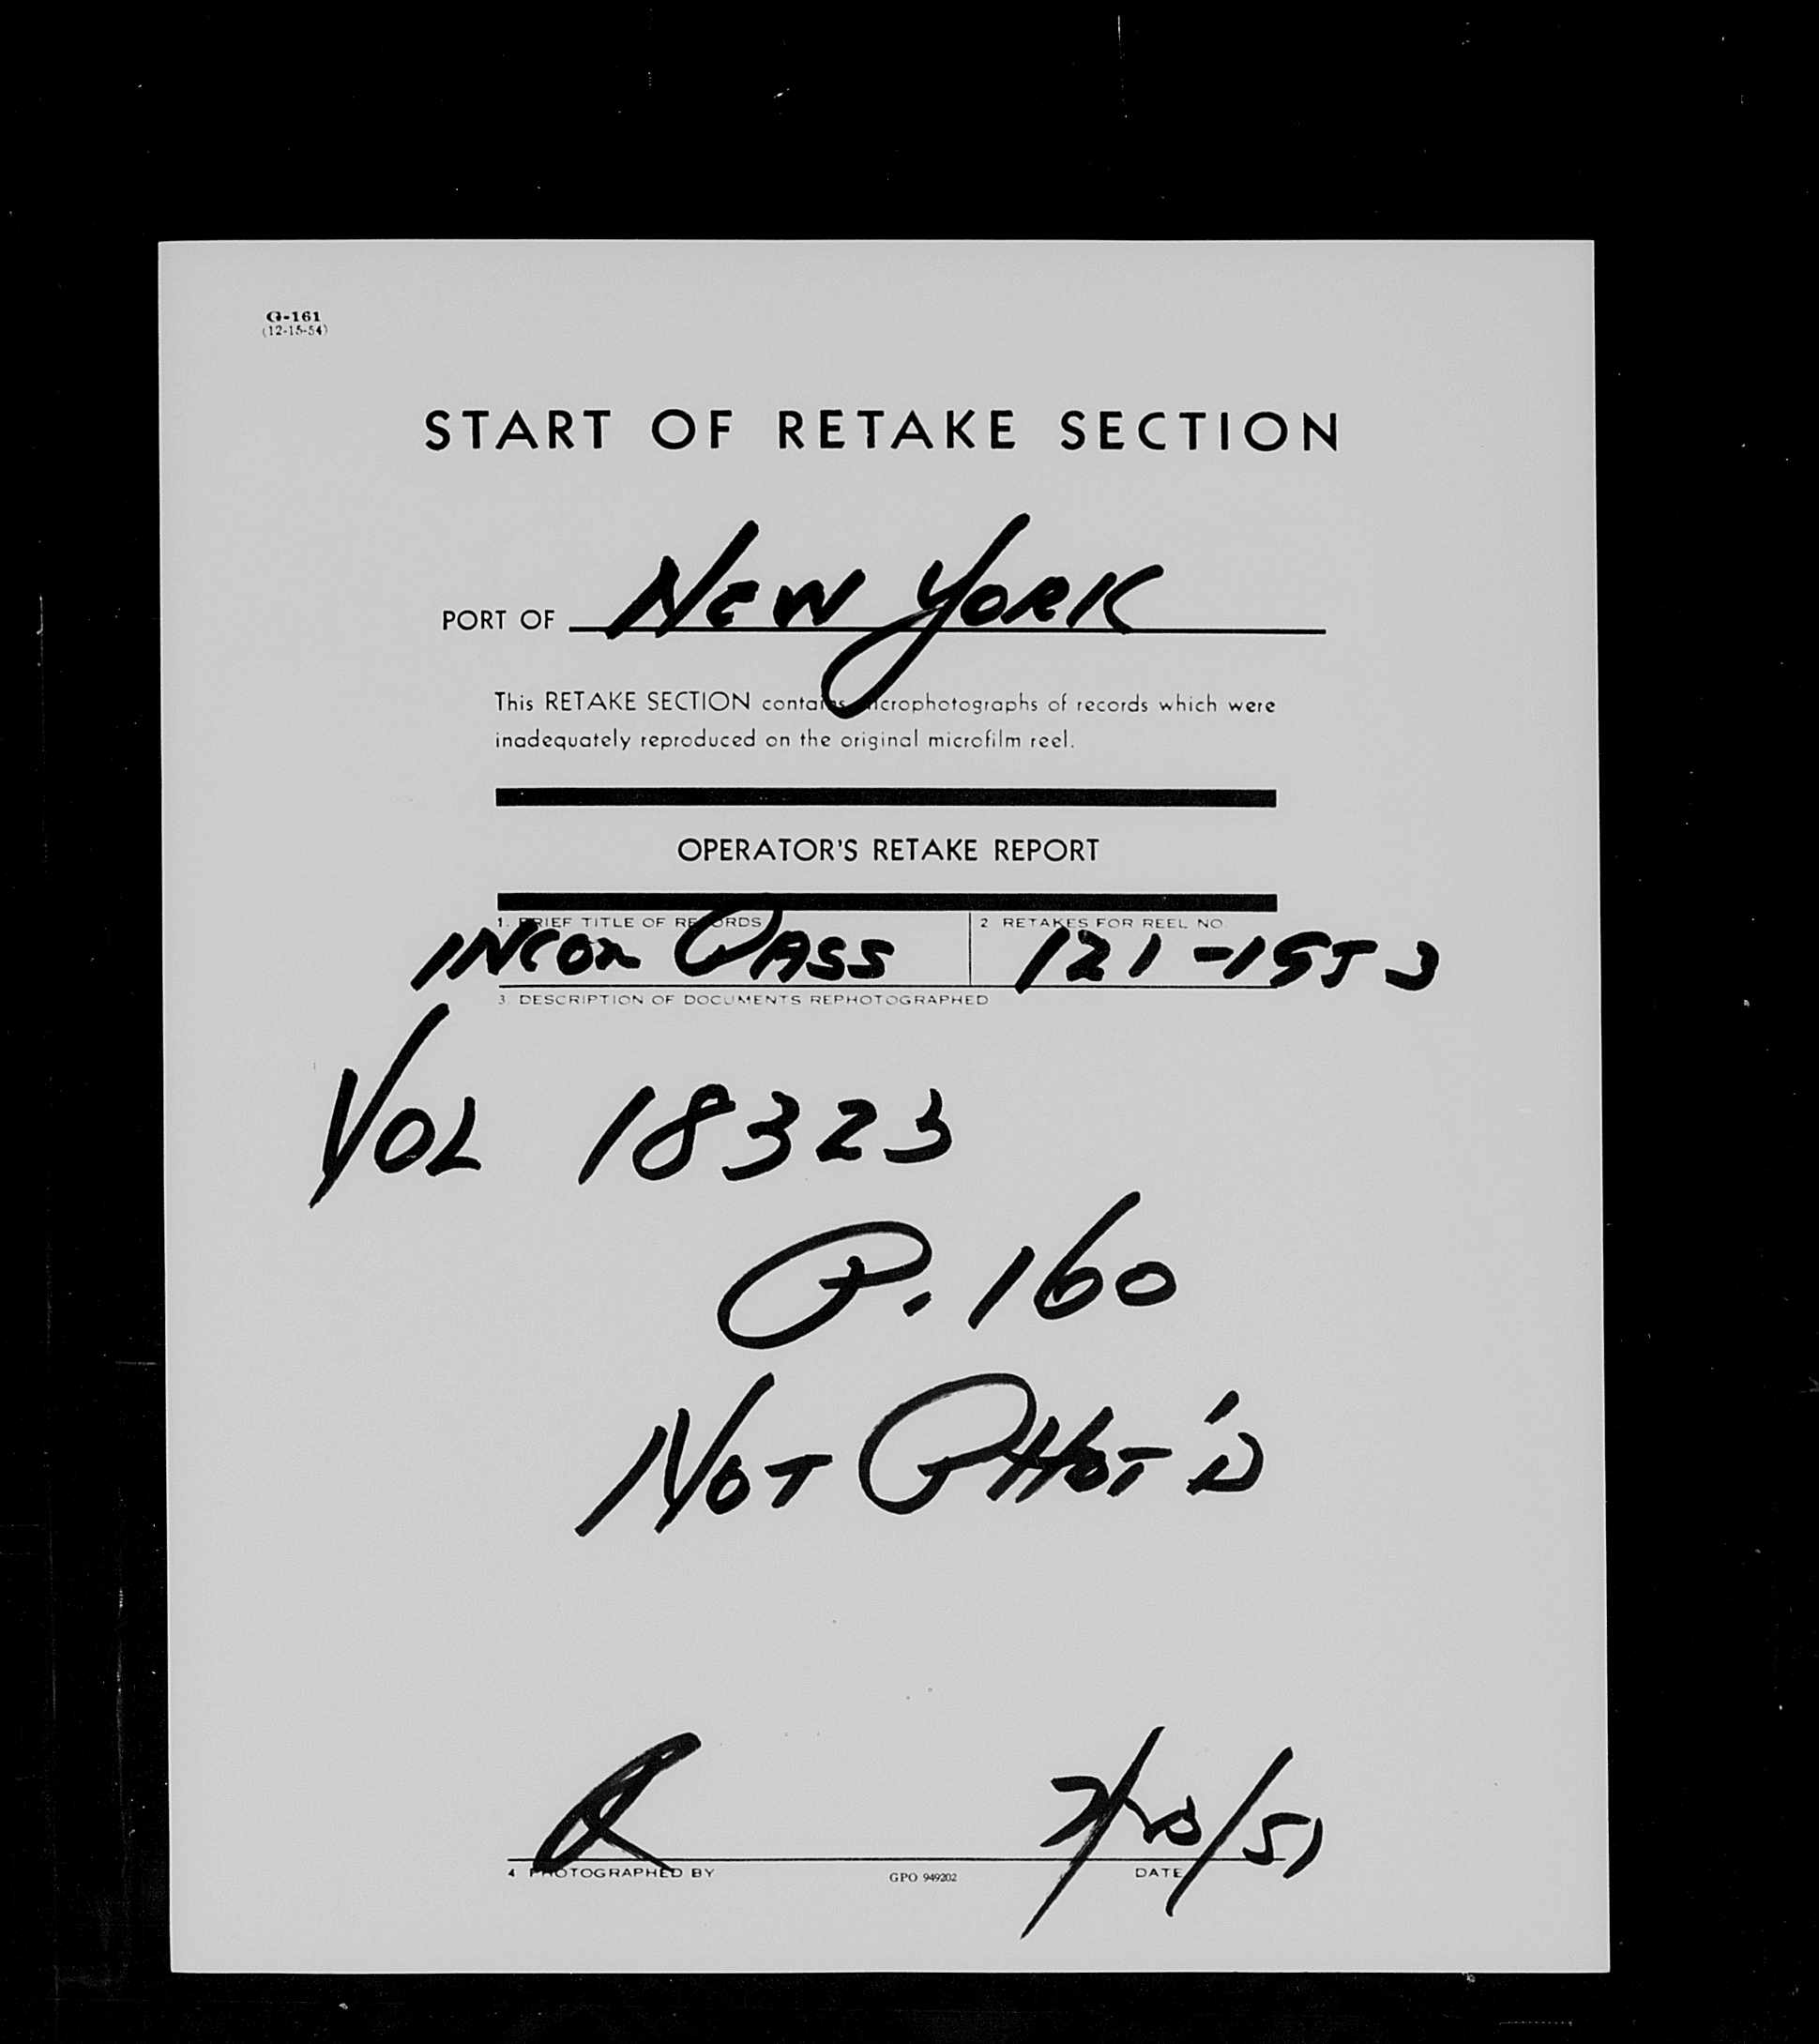 G-161
(12-15-54)
START OF RETAKE SECTION
PORT OF NEW YORK
This RETAKE SECTION contains microphotographs of records which were
inadequately reproduced on the original microfilm reel.
OPERATOR'S RETAKE REPORT
1. BRIEF TITLE OF RECORDS 2 RETAKES FOR REEL NO
INCOM PASS 121-1953
3. DESCRIPTION OF DOCUMENTS REPHOTOGRAPHED
VOL 18323
P. 160
NOT PHOT'D
4 PHOTOGRAPHED BY GPO 949202 DATE